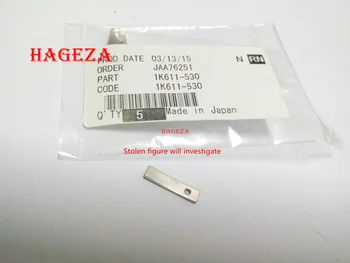 HAGEZA
PROD.DATE 03/13/15 N RN
ORDER JAA76251
PART 1K611-530
CODE 1K611-530
Q'TY 5 Made in Japan
HAGEZA
Stolen figure will investigate